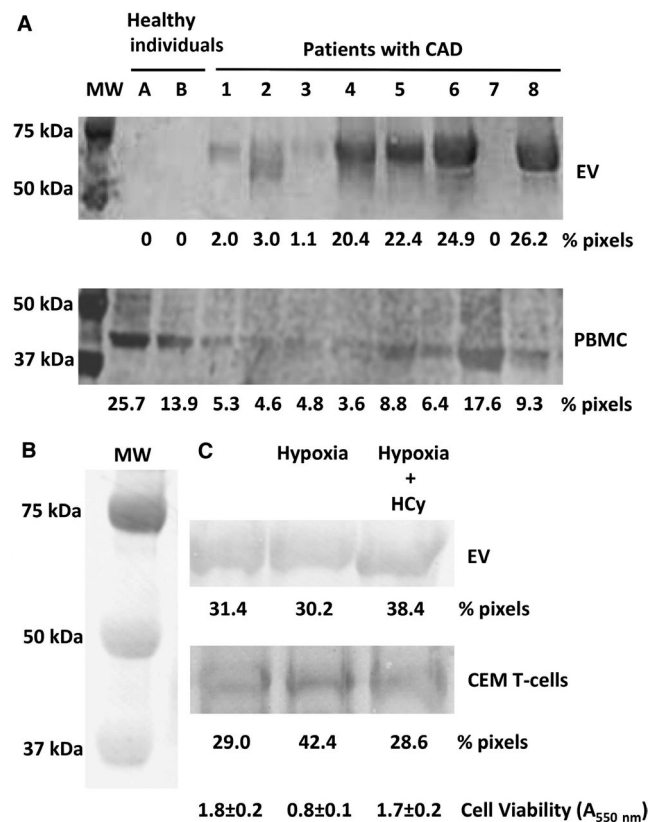 A
Healthy
individuals
Patients with CAD
MW A B 1 2 3 4 5 6 7 8
75 kDa
EV
50 kDa
0 0 2.0 3.0 1.1 20.4 22.4 24.9 0 26.2 % pixels
50 kDa
PBMC
37 kDa
25.7 13.9 5.3 4.6 4.8 3.6 8.8 6.4 17.6 9.3 % pixels
B
MW
75 kDa
50 kDa
37 kDa
C
Hypoxia
Hypoxia
+
HCy
EV
31.4 30.2 38.4 % pixels
CEM T-cells
29.0 42.4 28.6 % pixels
1.8±0.2 0.8±0.1 1.7±0.2 Cell Viability (A550 nm)